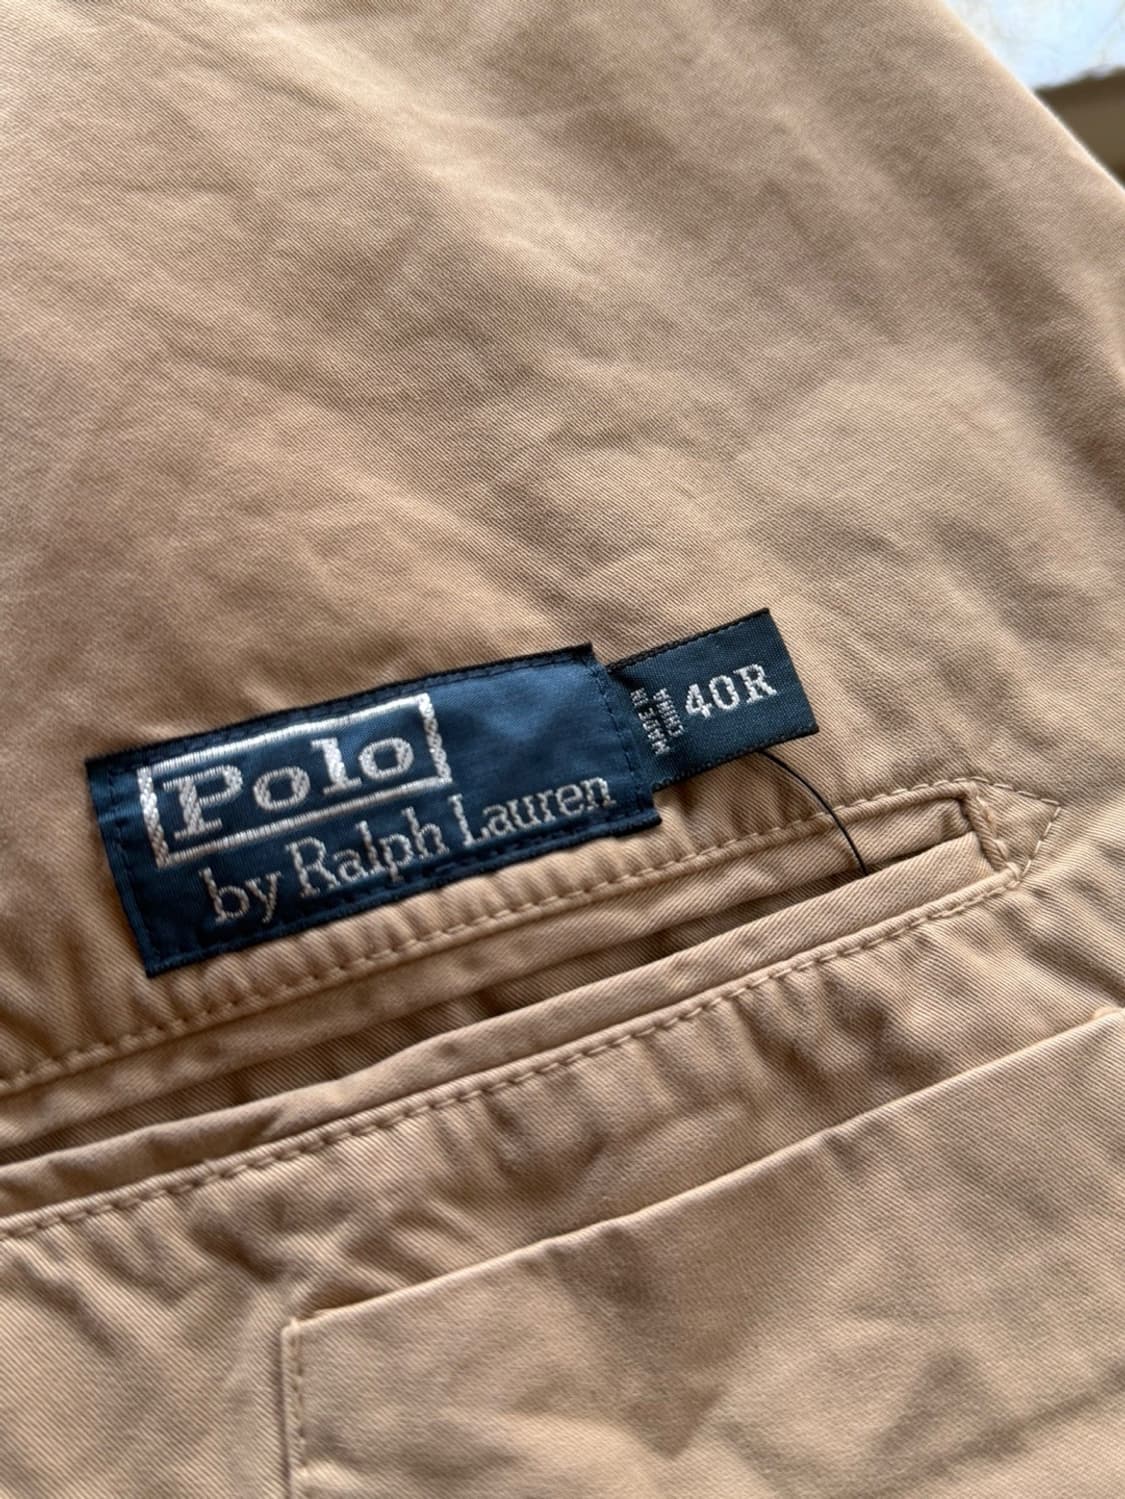 Polo
by Ralph Lauren
MADE IN
CHINA
40R